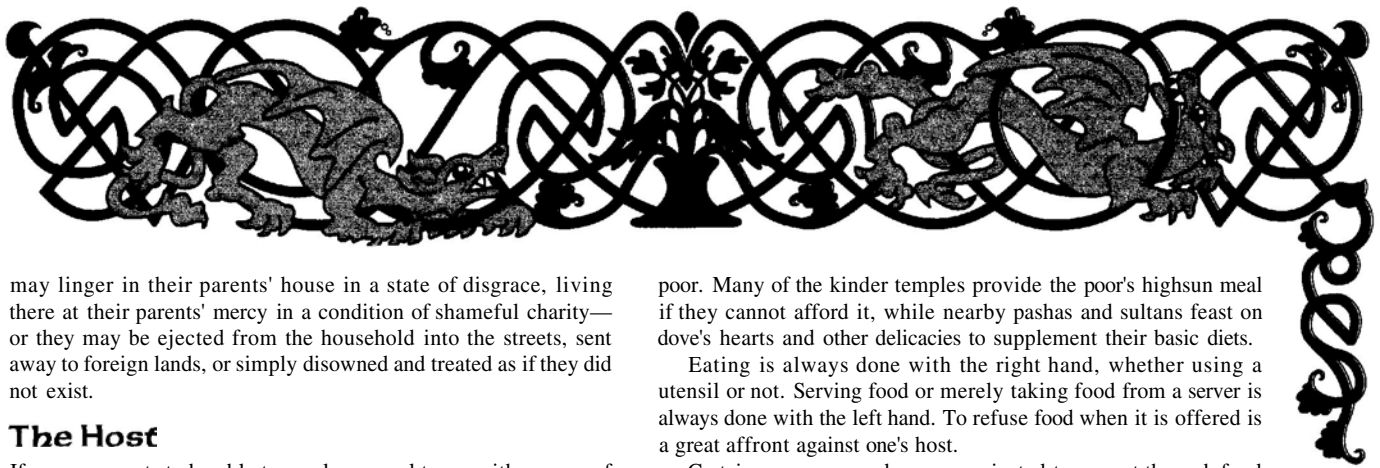 may linger in their parents' house in a state of disgrace, living
there at their parents' mercy in a condition of shameful charity—
or they may be ejected from the household into the streets, sent
away to foreign lands, or simply disowned and treated as if they did
not exist.
The Host
poor. Many of the kinder temples provide the poor's highsun meal
if they cannot afford it, while nearby pashas and sultans feast on
dove's hearts and other delicacies to supplement their basic diets.
Eating is always done with the right hand, whether using a
utensil or not. Serving food or merely taking food from a server is
always done with the left hand. To refuse food when it is offered is
a great affront against one's host.